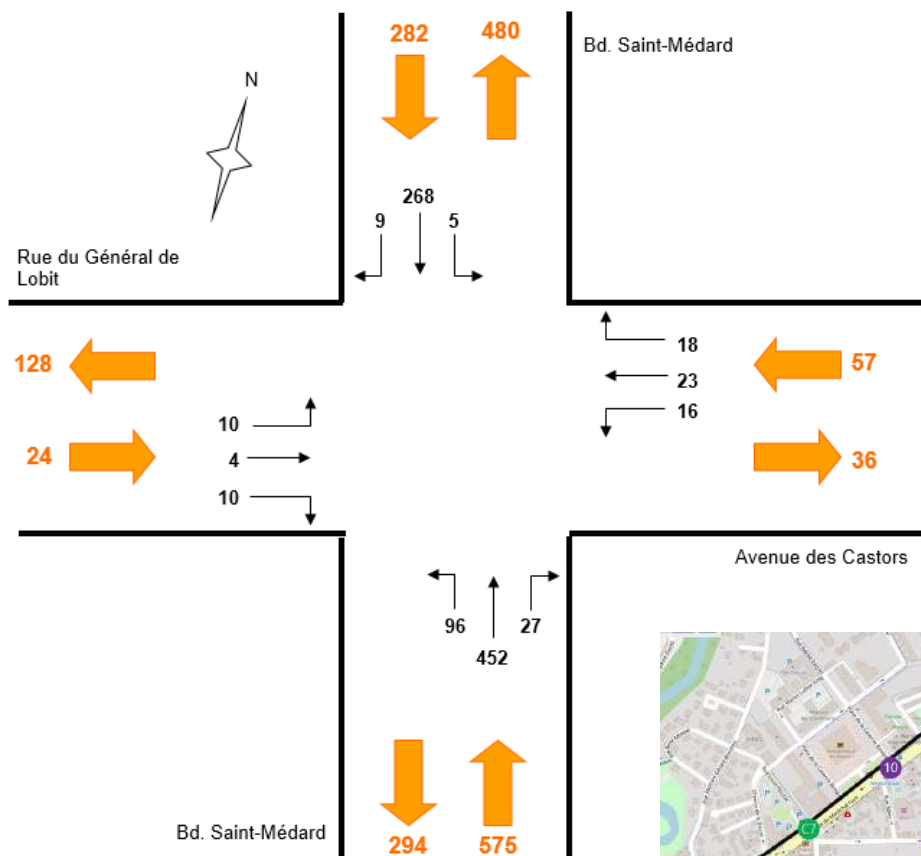 282 480
Bd. Saint-Médard
N
268
9 5
Rue du Général de
Lobit
18
128 57
23
16
10
24 4 36
10
Avenue des Castors
96 27
452
10
C7
Bd. Saint-Médard
294 575